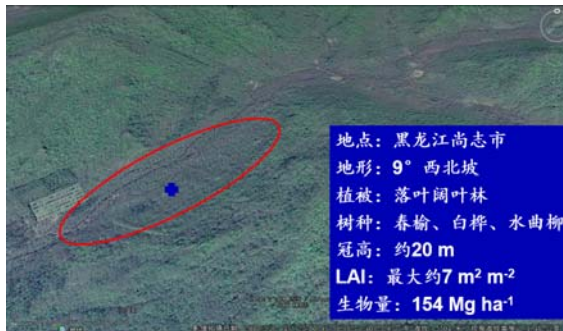 地点：黑龙江尚志市
地形：9° 西北坡
植被：落叶阔叶林
树种：春榆、白桦、水曲柳
冠高：约20 m
LAI：最大约7 m² m⁻²
生物量：154 Mg ha⁻¹